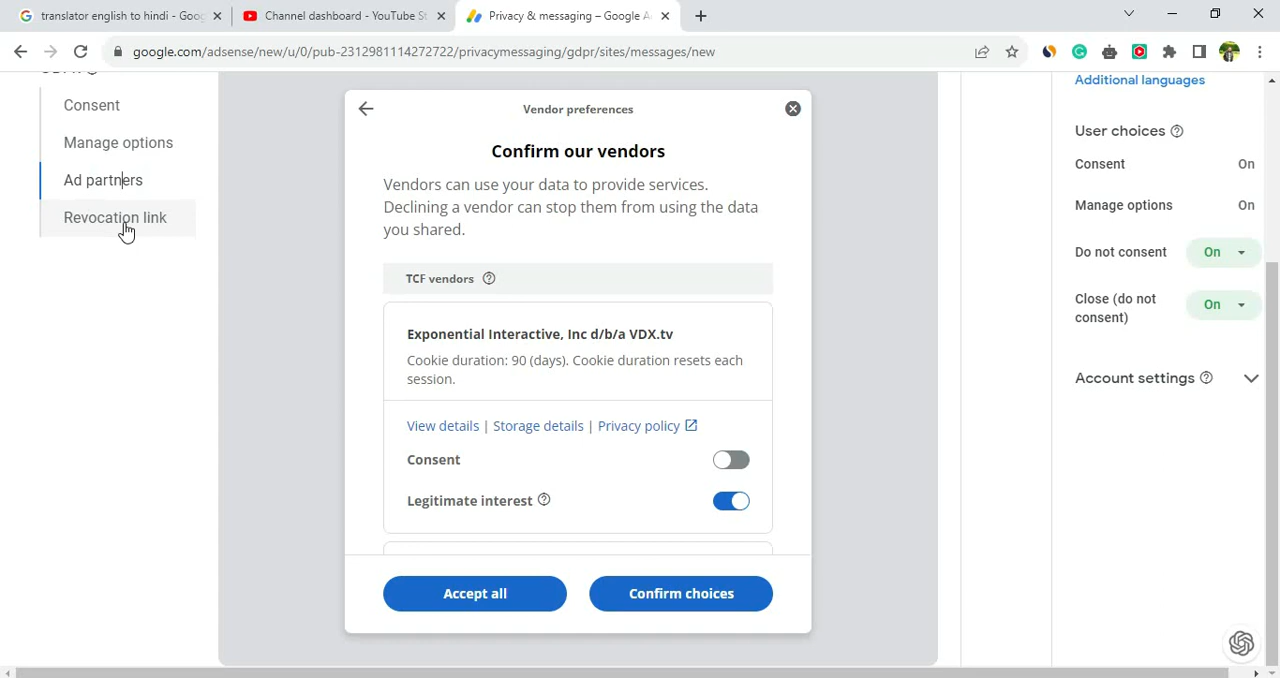 translator english to hindi - Goog
Channel dashboard - YouTube St
Privacy & messaging – Google A
google.com/adsense/new/u/0/pub-2312981114272722/privacymessaging/gdpr/sites/messages/new
Consent
Manage options
Ad partners
Revocation link
Vendor preferences
Confirm our vendors
Vendors can use your data to provide services.
Declining a vendor can stop them from using the data
you shared.
TCF vendors
Exponential Interactive, Inc d/b/a VDX.tv
Cookie duration: 90 (days). Cookie duration resets each
session.
View details | Storage details | Privacy policy
Consent
Legitimate interest
Accept all
Confirm choices
Additional languages
User choices
Consent On
Manage options On
Do not consent On
Close (do not
consent) On
Account settings